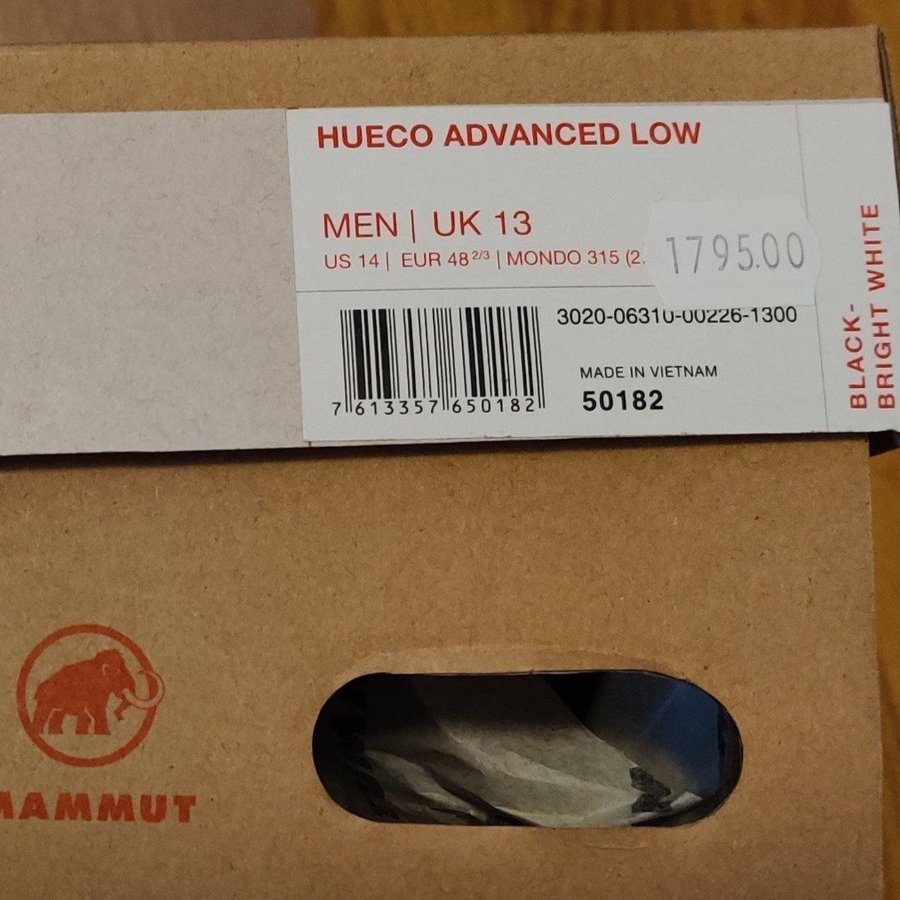 HUECO ADVANCED LOW
MEN | UK 13
US 14 | EUR 48 2/3 | MONDO 315 (2.
1795.00
3020-06310-00226-1300
MADE IN VIETNAM
50182
7 613357 650182
BLACK-
BRIGHT WHITE
MAMMUT